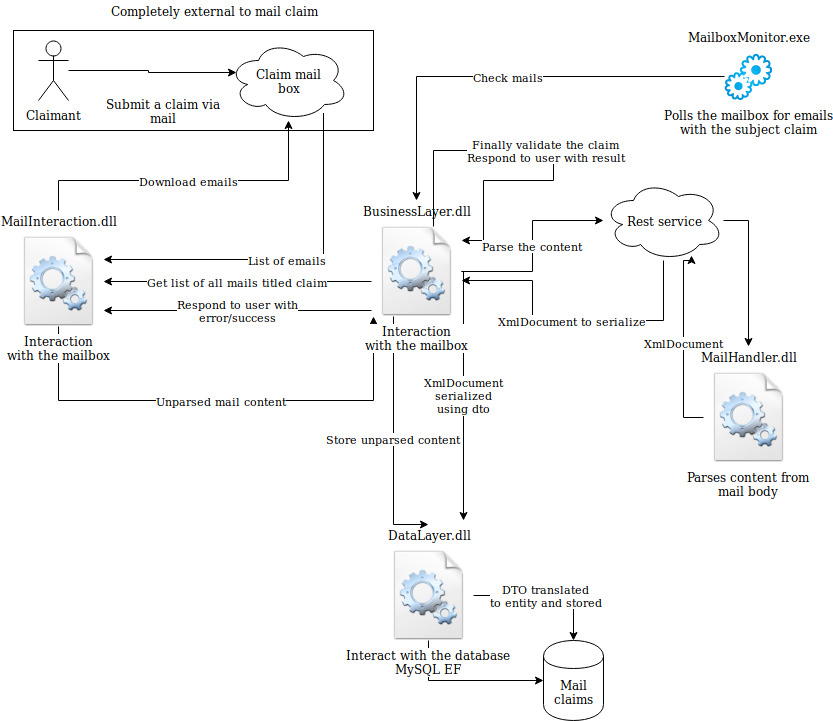 Completely external to mail claim
MailboxMonitor.exe
Claim mail
box
Check mails
Submit a claim via
mail
Claimant
Polls the mailbox for emails
with the subject claim
Finally validate the claim
Respond to user with result
Download emails
MailInteraction.dll
BusinessLayer.dll
Rest service
Parse the content
List of emails
Get list of all mails titled claim
Respond to user with
error/success
XmlDocument to serialize
Interaction
with the mailbox
Interaction
with the mailbox
XmlDocument
MailHandler.dll
XmlDocument
serialized
using dto
Unparsed mail content
Store unparsed content
Parses content from
mail body
DataLayer.dll
DTO translated
to entity and stored
Interact with the database
MySQL EF
Mail
claims